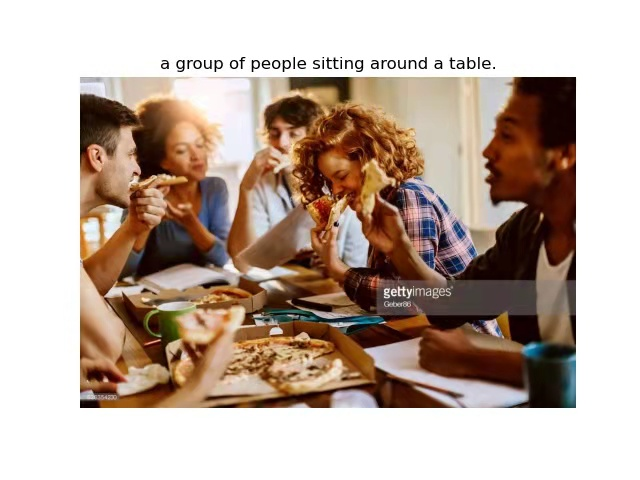 a group of people sitting around a table.
gettyimages®
Geber86